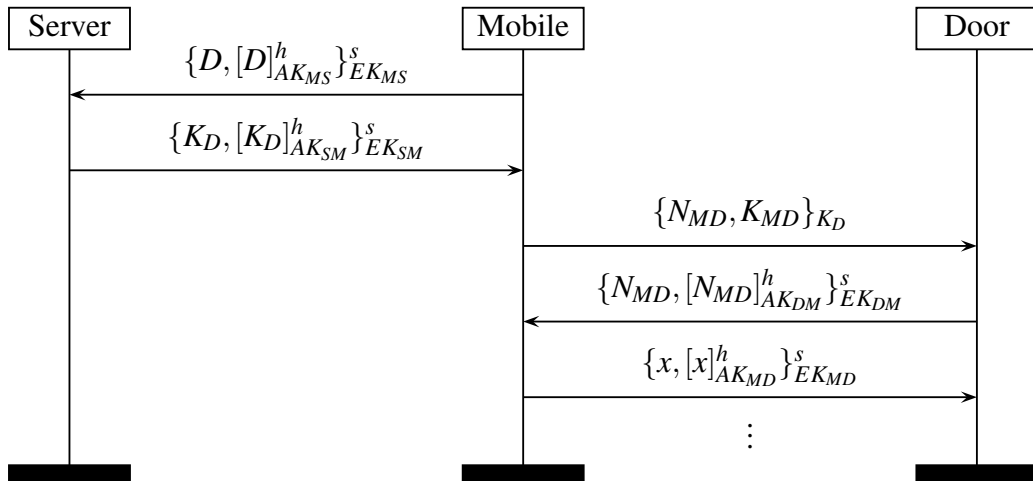 Server Mobile Door
{D, [D]^h_{AK_{MS}}}^s_{EK_{MS}}
{K_D, [K_D]^h_{AK_{SM}}}^s_{EK_{SM}}
{N_{MD}, K_{MD}}_{K_D}
{N_{MD}, [N_{MD}]^h_{AK_{DM}}}^s_{EK_{DM}}
{x, [x]^h_{AK_{MD}}}^s_{EK_{MD}}
⋮